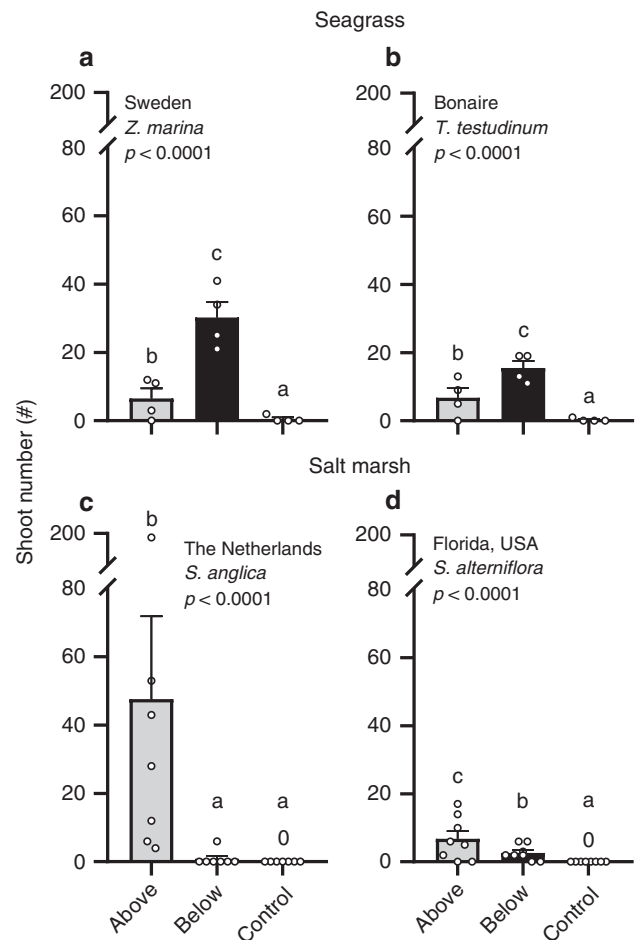 Seagrass
a
b
200
Sweden
Z. marina
p < 0.0001
80
60
40
20
0
b
c
a
200
Bonaire
T. testudinum
p < 0.0001
80
60
40
20
0
b
c
a
Shoot number (#)
Salt marsh
c
d
200
The Netherlands
S. anglica
p < 0.0001
80
60
40
20
0
b
a
a
0
Above
Below
Control
200
Florida, USA
S. alterniflora
p < 0.0001
80
60
40
20
0
c
b
a
0
Above
Below
Control